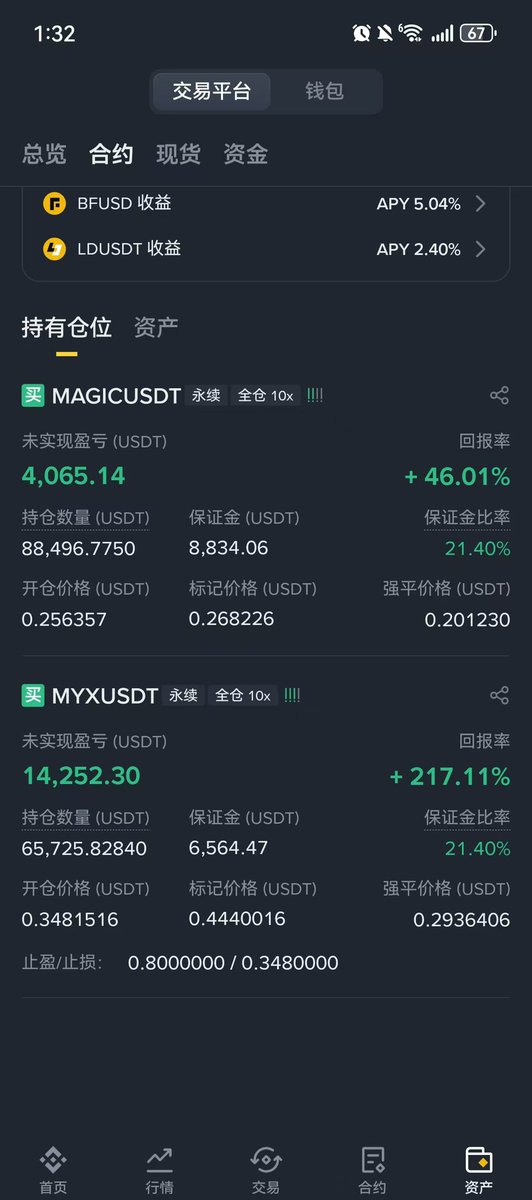 1:32 6 67
交易平台 钱包
总览 合约 现货 资金
BFUSD 收益 APY 5.04%
LDUSDT 收益 APY 2.40%
持有仓位 资产
买 MAGICUSDT 永续 全仓 10x
未实现盈亏 (USDT) 回报率
4,065.14 + 46.01%
持仓数量 (USDT) 保证金 (USDT) 保证金比率
88,496.7750 8,834.06 21.40%
开仓价格 (USDT) 标记价格 (USDT) 强平价格 (USDT)
0.256357 0.268226 0.201230
买 MYXUSDT 永续 全仓 10x
未实现盈亏 (USDT) 回报率
14,252.30 + 217.11%
持仓数量 (USDT) 保证金 (USDT) 保证金比率
65,725.82840 6,564.47 21.40%
开仓价格 (USDT) 标记价格 (USDT) 强平价格 (USDT)
0.3481516 0.4440016 0.2936406
止盈/止损: 0.8000000 / 0.3480000
首页 行情 交易 合约 资产